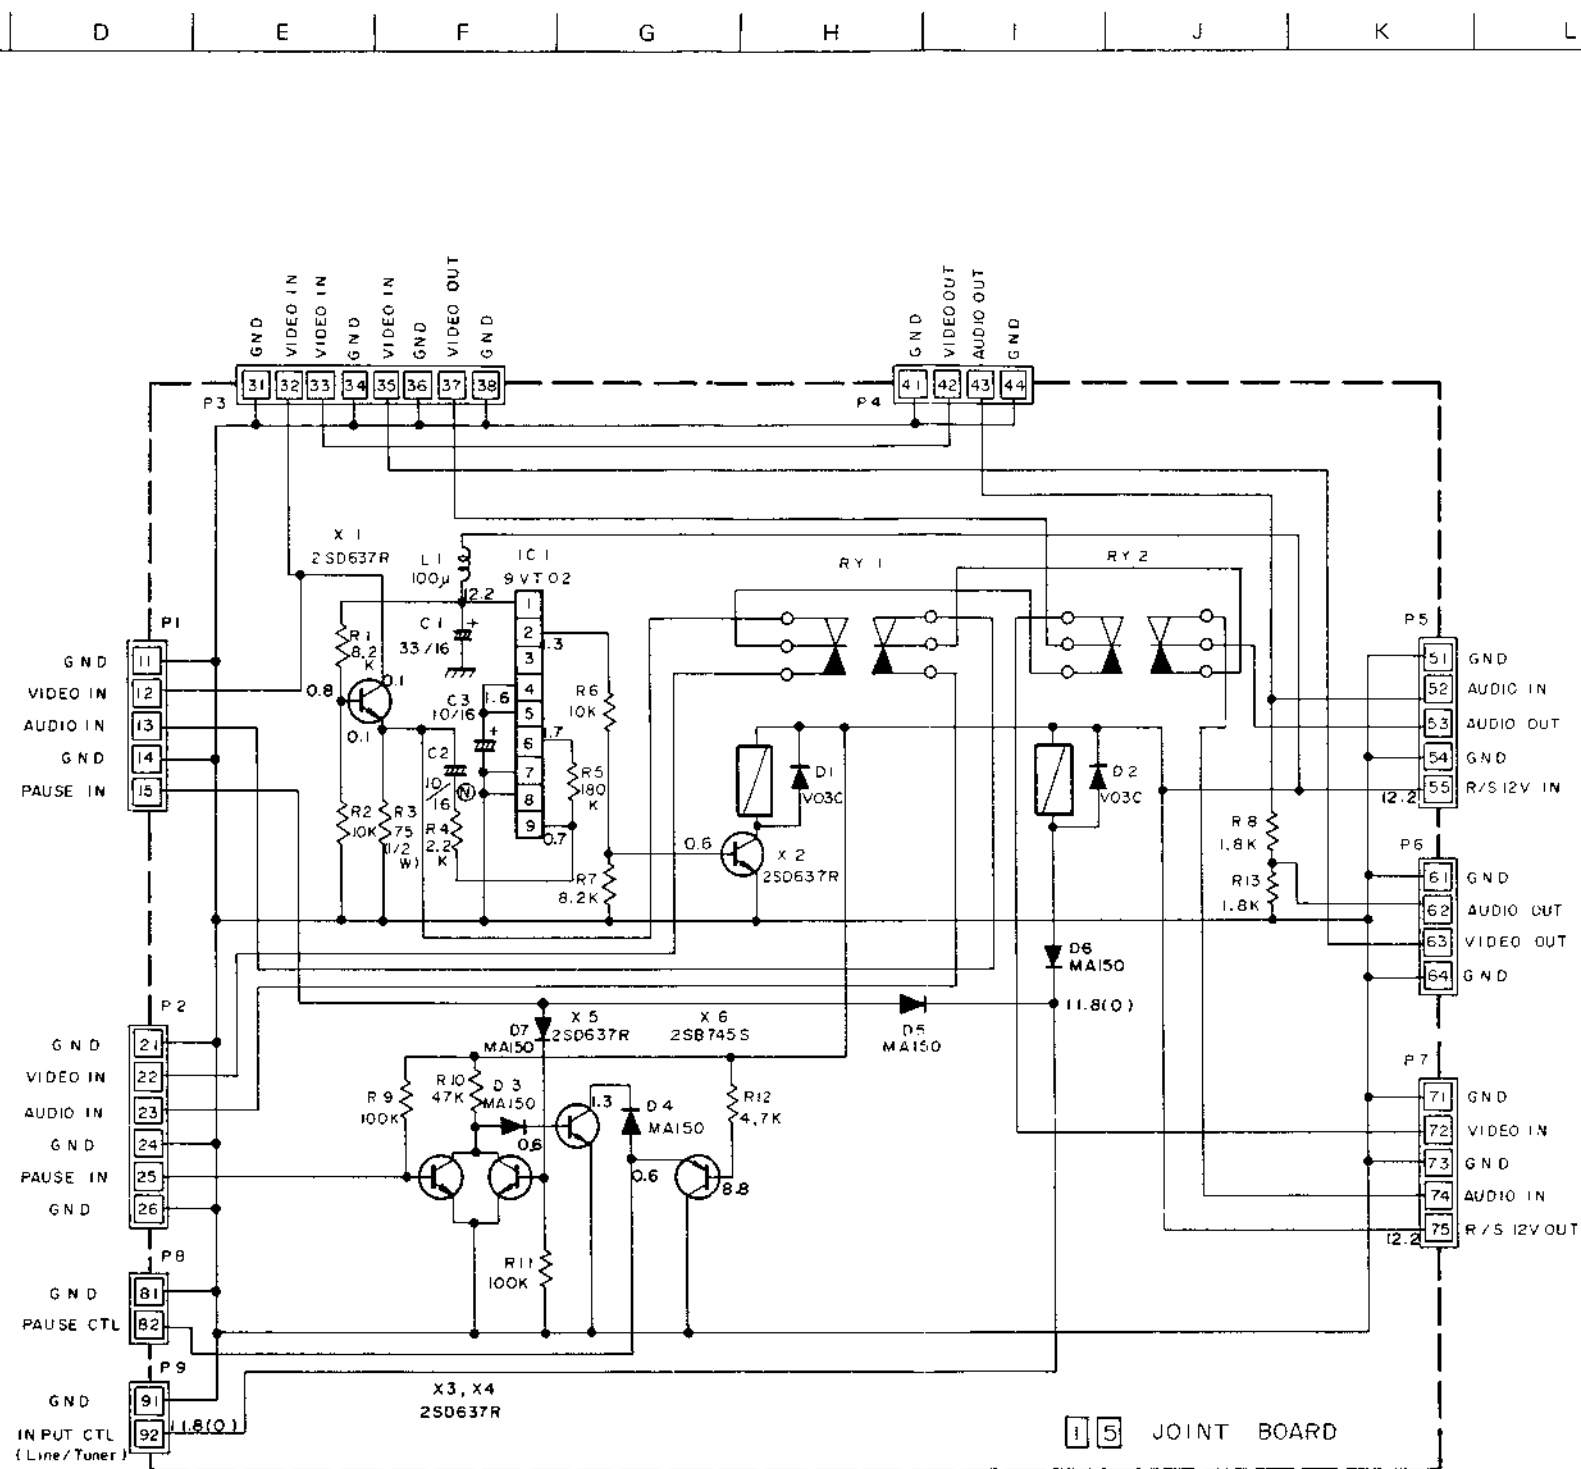 D E F G H I J K L
GND VIDEO IN VIDEO IN GND VIDEO IN GND VIDEO OUT GND
GND VIDEO OUT AUDIO OUT GND
P3 31 32 33 34 35 36 37 38
P4 41 42 43 44
X 1
2SD637R
L1
100μ
IC1
9VT02
RY 1
RY 2
12.2
1
2
3
4
5
6
7
8
9
.3
1.6
.7
0.7
R1
8.2
K
C1 +
33/16
0.8
0.1
0.1
C3
10/16
+
C2
10/16
N
R2
10K
R3
75
(1/2
W)
R4
2.2
K
R5
180
K
R6
10K
R7
8.2K
0.6
X 2
2SD637R
D1
V03C
D2
V03C
R8
1.8K
R13
1.8K
D6
MA150
11.8(0)
D5
MA150
P1
GND 11
VIDEO IN 12
AUDIO IN 13
GND 14
PAUSE IN 15
P2
GND 21
VIDEO IN 22
AUDIO IN 23
GND 24
PAUSE IN 25
GND 26
P8
GND 81
PAUSE CTL 82
P9
GND 91
INPUT CTL 92 11.8(0)
(Line/Tuner)
D7
MA150
X 5
2SD637R
X 6
2SB745S
R9
100K
R10
47K
D3
MA150
0.6
1.3
D4
MA150
0.6
R12
4.7K
8.8
R11
100K
X3, X4
2SD637R
P5
51 GND
52 AUDIO IN
53 AUDIO OUT
54 GND
12.2 55 R/S12V IN
P6
61 GND
62 AUDIO OUT
63 VIDEO OUT
64 GND
P7
71 GND
72 VIDEO IN
73 GND
74 AUDIO IN
12.2 75 R/S 12V OUT
1 5 JOINT BOARD